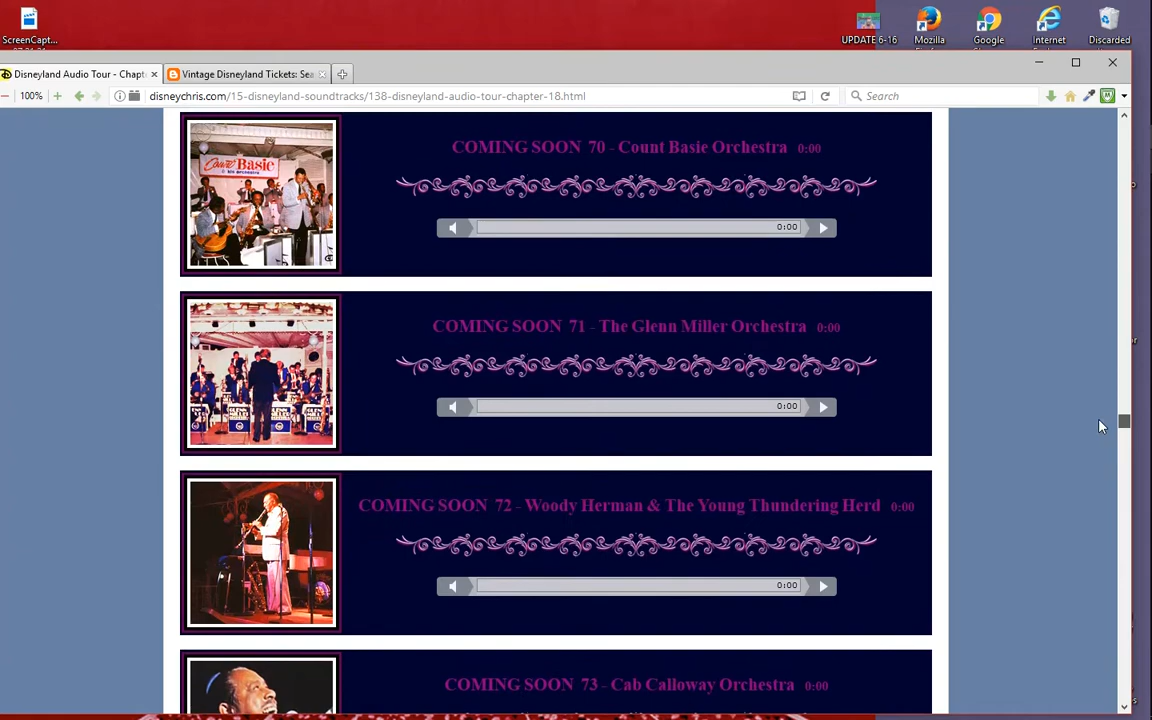 ScreenCapt...
UPDATE 6-16
Mozilla
Google
Internet
Discarded
Disneyland Audio Tour - Chapt
Vintage Disneyland Tickets: Sea
100%
disneychris.com/15-disneyland-soundtracks/138-disneyland-audio-tour-chapter-18.html
Search
Count Basie
COMING SOON 70 - Count Basie Orchestra 0:00
0:00
COMING SOON 71 - The Glenn Miller Orchestra 0:00
0:00
GLENN MILLER
COMING SOON 72 - Woody Herman & The Young Thundering Herd 0:00
0:00
COMING SOON 73 - Cab Calloway Orchestra 0:00